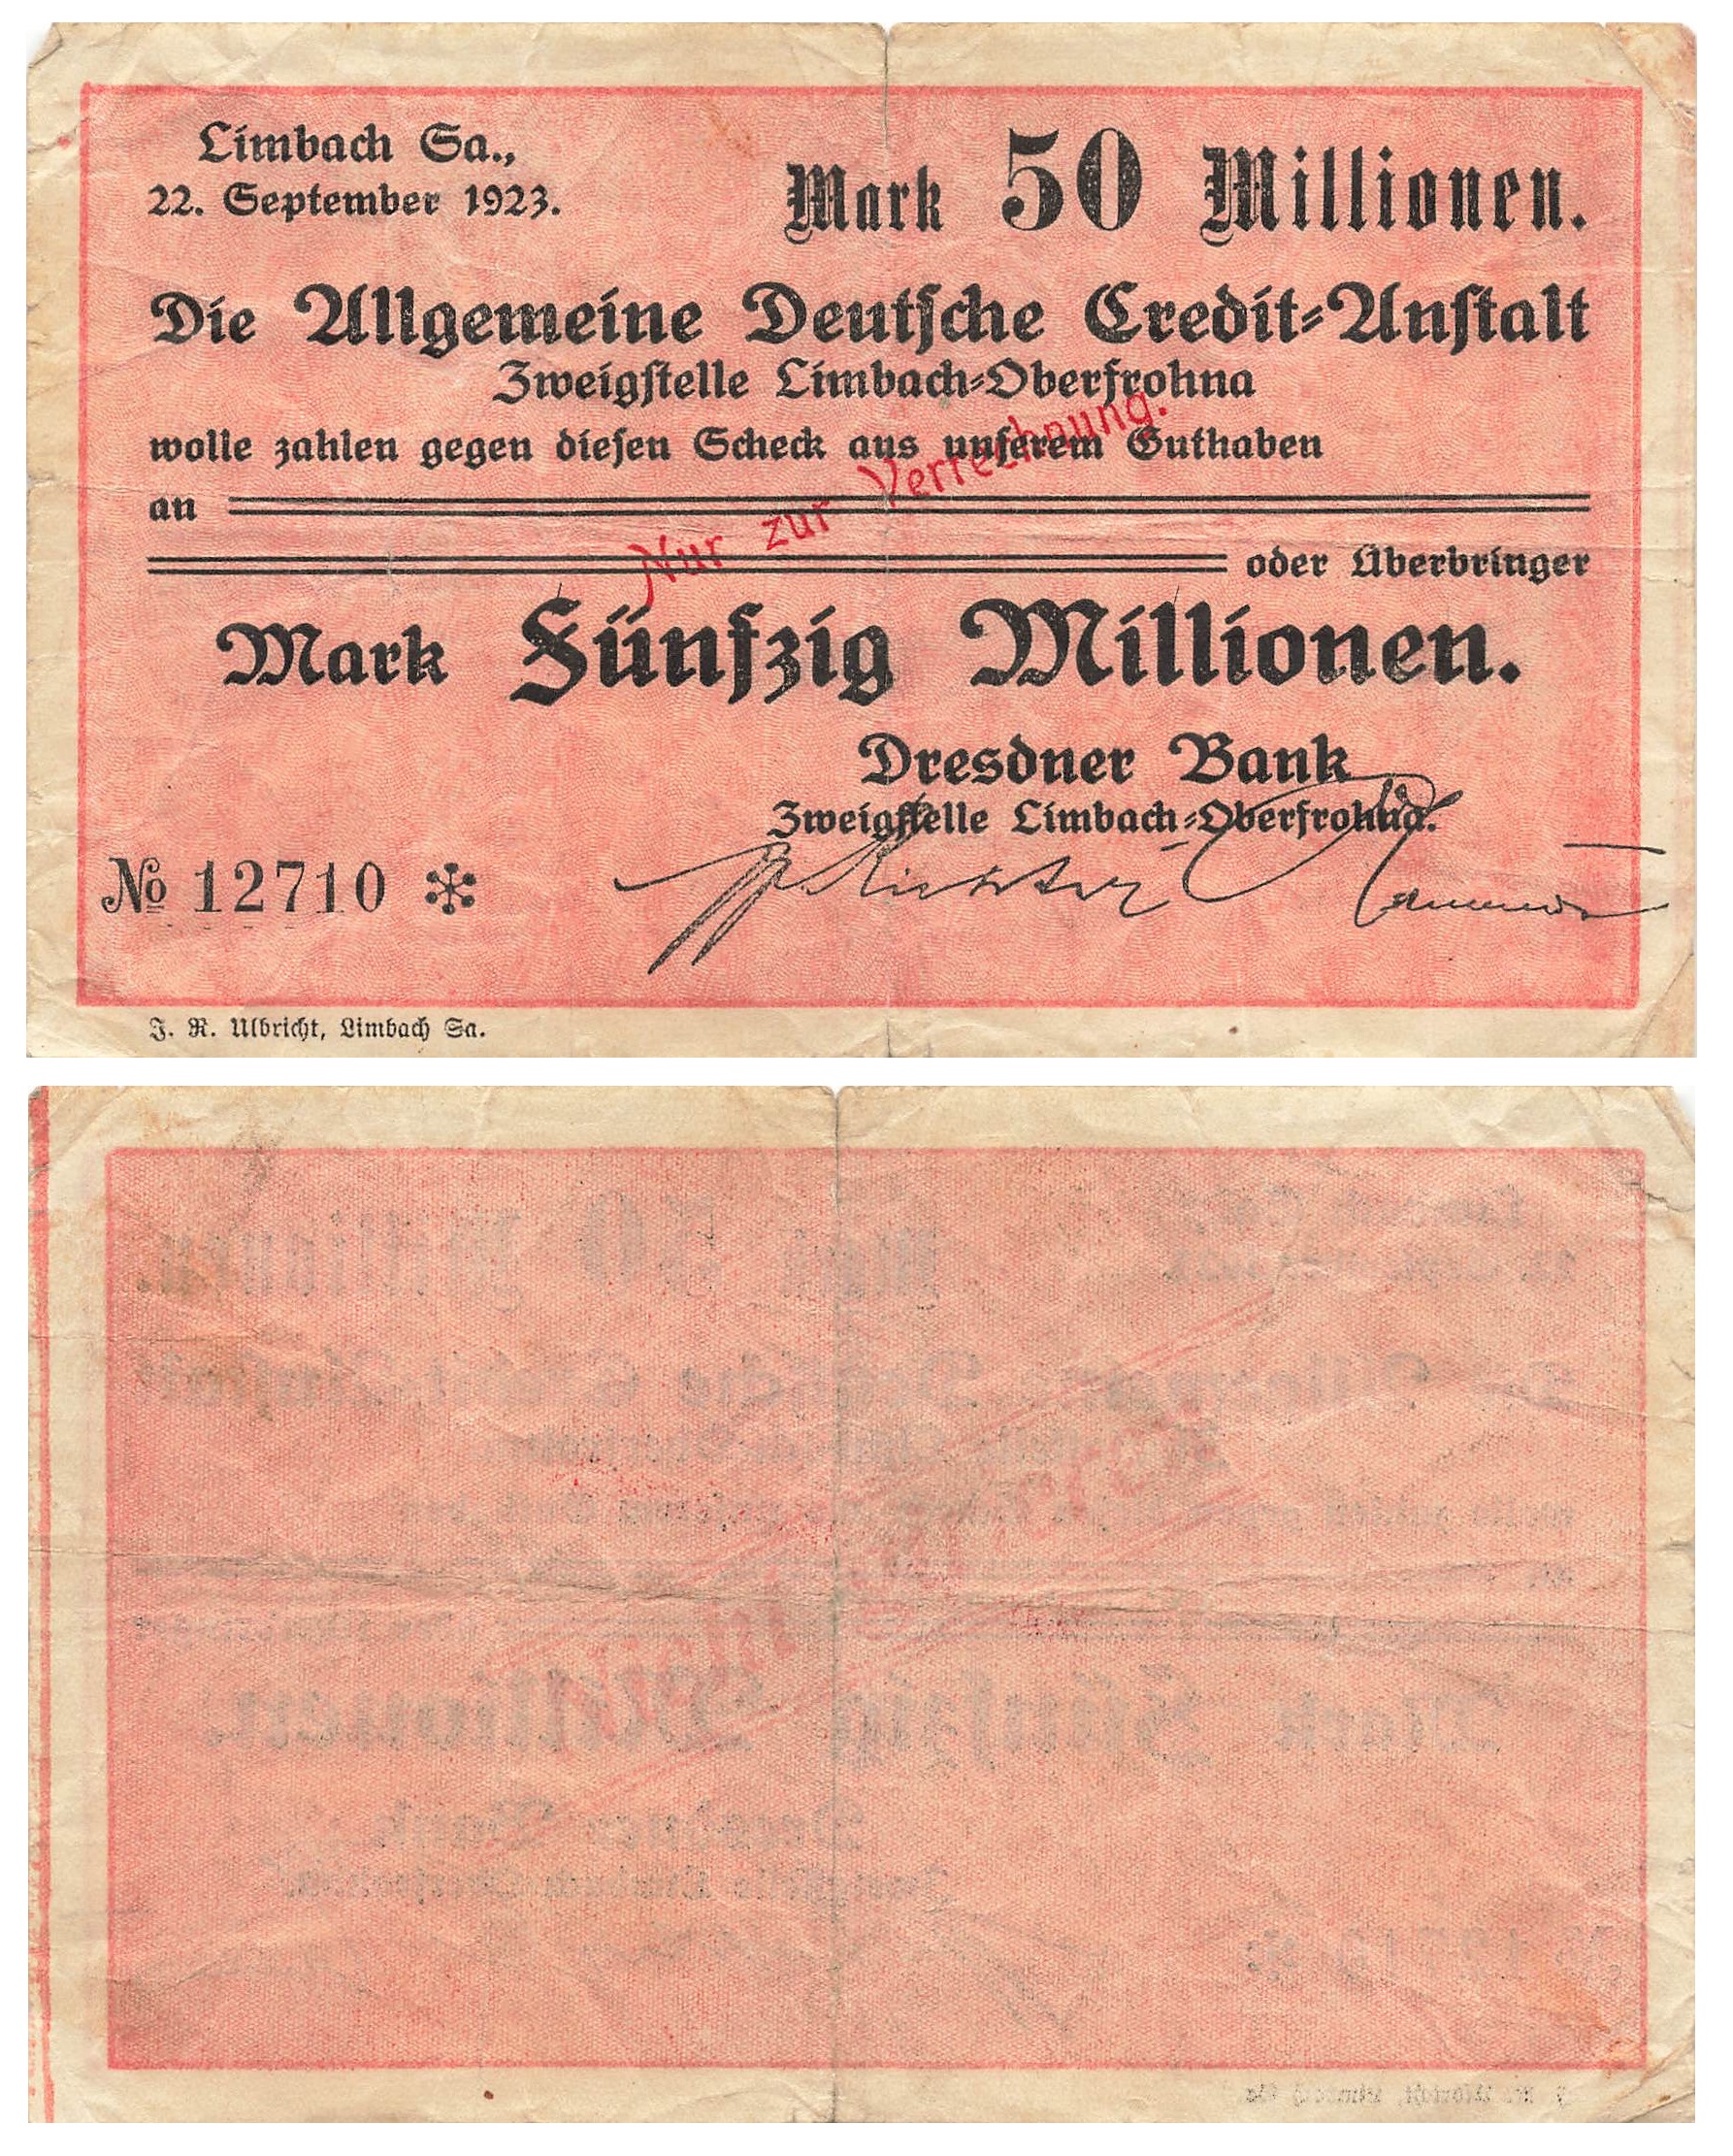 Limbach Sa.,
22. September 1923.
Mark 50 Millionen.
Die Allgemeine Deutsche Credit-Anstalt
Zweigstelle Limbach-Oberfrohna
wolle zahlen gegen diesen Scheck aus unserem Guthaben
an
oder Überbringer
Nur zur Verrechnung.
Mark Fünfzig Millionen.
Dresdner Bank
Zweigstelle Limbach-Oberfrohna.
No 12710 *
J. R. Ulbricht, Limbach Sa.